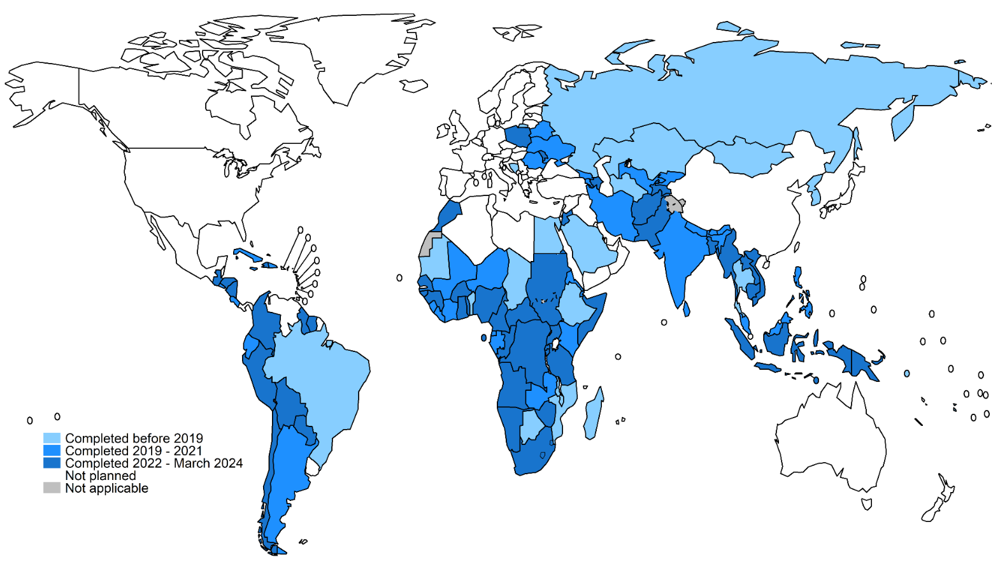 Completed before 2019
Completed 2019 - 2021
Completed 2022 - March 2024
Not planned
Not applicable